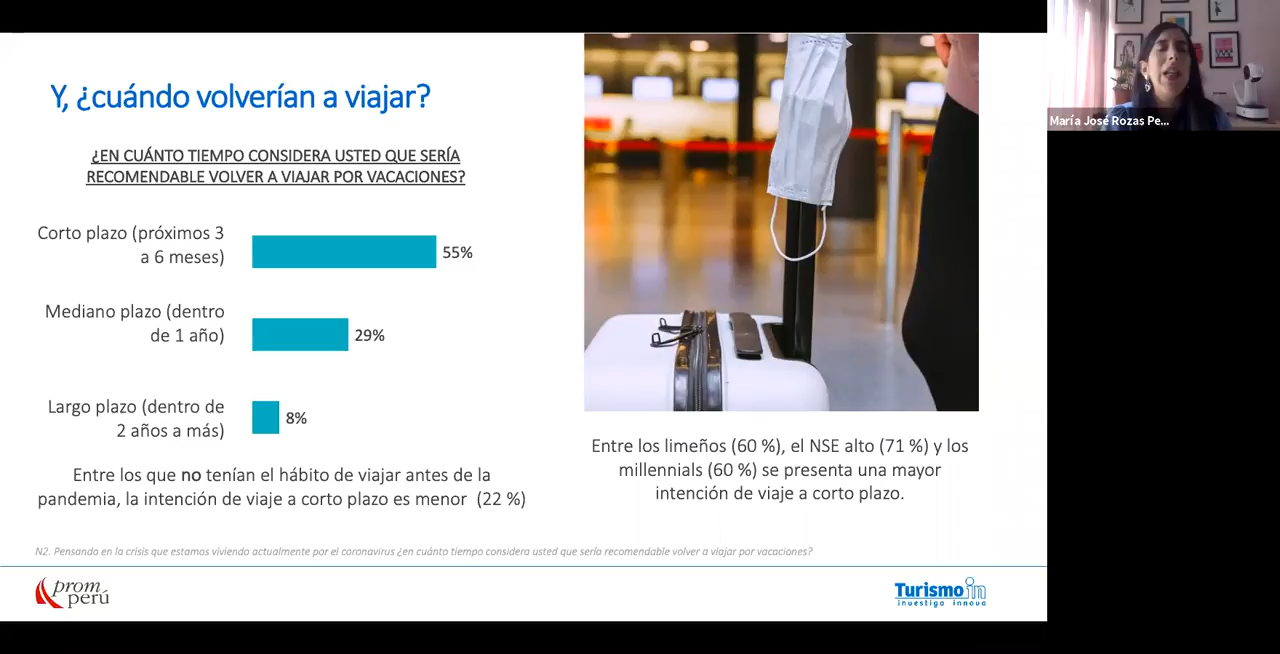 Y, ¿cuándo volverían a viajar?
¿EN CUÁNTO TIEMPO CONSIDERA USTED QUE SERÍA
RECOMENDABLE VOLVER A VIAJAR POR VACACIONES?
Corto plazo (próximos 3
a 6 meses)
55%
Mediano plazo (dentro
de 1 año)
29%
Largo plazo (dentro de
2 años a más)
8%
Entre los que no tenían el hábito de viajar antes de la
pandemia, la intención de viaje a corto plazo es menor (22 %)
Entre los limeños (60 %), el NSE alto (71 %) y los
millennials (60 %) se presenta una mayor
intención de viaje a corto plazo.
N2. Pensando en la crisis que estamos viviendo actualmente por el coronavirus ¿en cuánto tiempo considera usted que sería recomendable volver a viajar por vacaciones?
prom
perú
Turismo in
investiga innova
María José Rozas Pe...